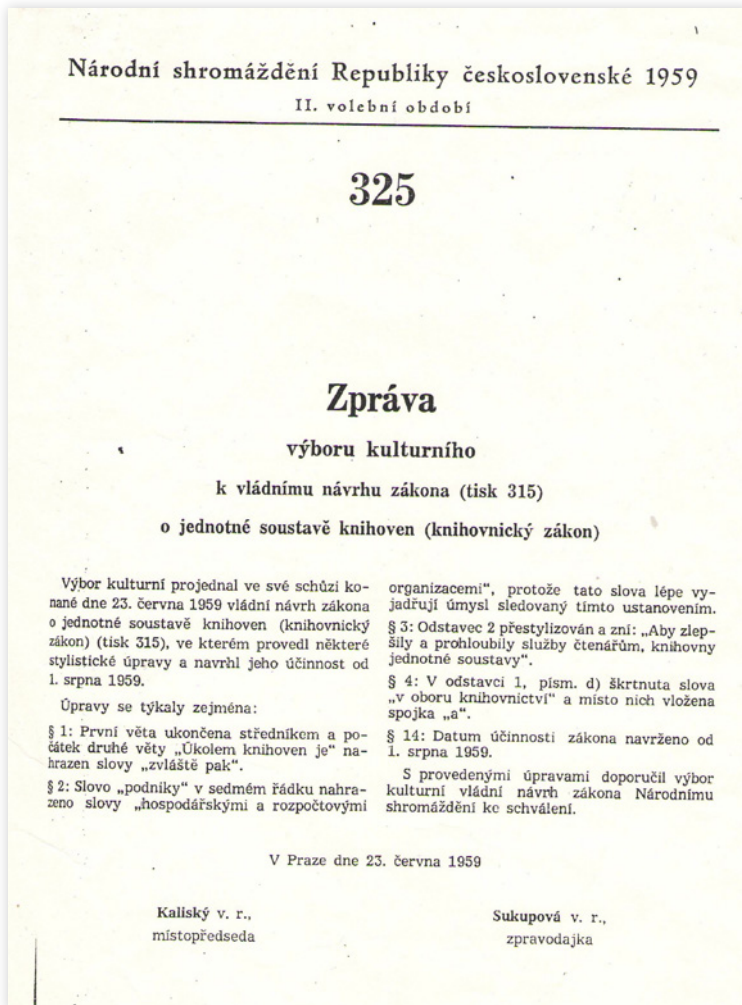 Národní shromáždění Republiky československé 1959
II. volební období
325
Zpráva
výboru kulturního
k vládnímu návrhu zákona (tisk 315)
o jednotné soustavě knihoven (knihovnický zákon)
Výbor kulturní projednal ve své schůzi ko-
nané dne 23. června 1959 vládní návrh zákona
o jednotné soustavě knihoven (knihovnický
zákon) (tisk 315), ve kterém provedl některé
stylistické úpravy a navrhl jeho účinnost od
1. srpna 1959.
Úpravy se týkaly zejména:
§ 1: První věta ukončena středníkem a po-
čátek druhé věty „Úkolem knihoven je“ na-
hrazen slovy „zvláště pak“.
§ 2: Slovo „podniky“ v sedmém řádku nahra-
zeno slovy „hospodářskými a rozpočtovými
organizacemi“, protože tato slova lépe vy-
jadřují úmysl sledovaný tímto ustanovením.
§ 3: Odstavec 2 přestylizován a zní: „Aby zlep-
šily a prohloubily služby čtenářům, knihovny
jednotné soustavy“.
§ 4: V odstavci 1, písm. d) škrtnuta slova
„v oboru knihovnictví“ a místo nich vložena
spojka „a“.
§ 14: Datum účinnosti zákona navrženo od
1. srpna 1959.
S provedenými úpravami doporučil výbor
kulturní vládní návrh zákona Národnímu
shromáždění ke schválení.
V Praze dne 23. června 1959
Kaliský v. r.,
místopředseda
Sukupová v. r.,
zpravodajka